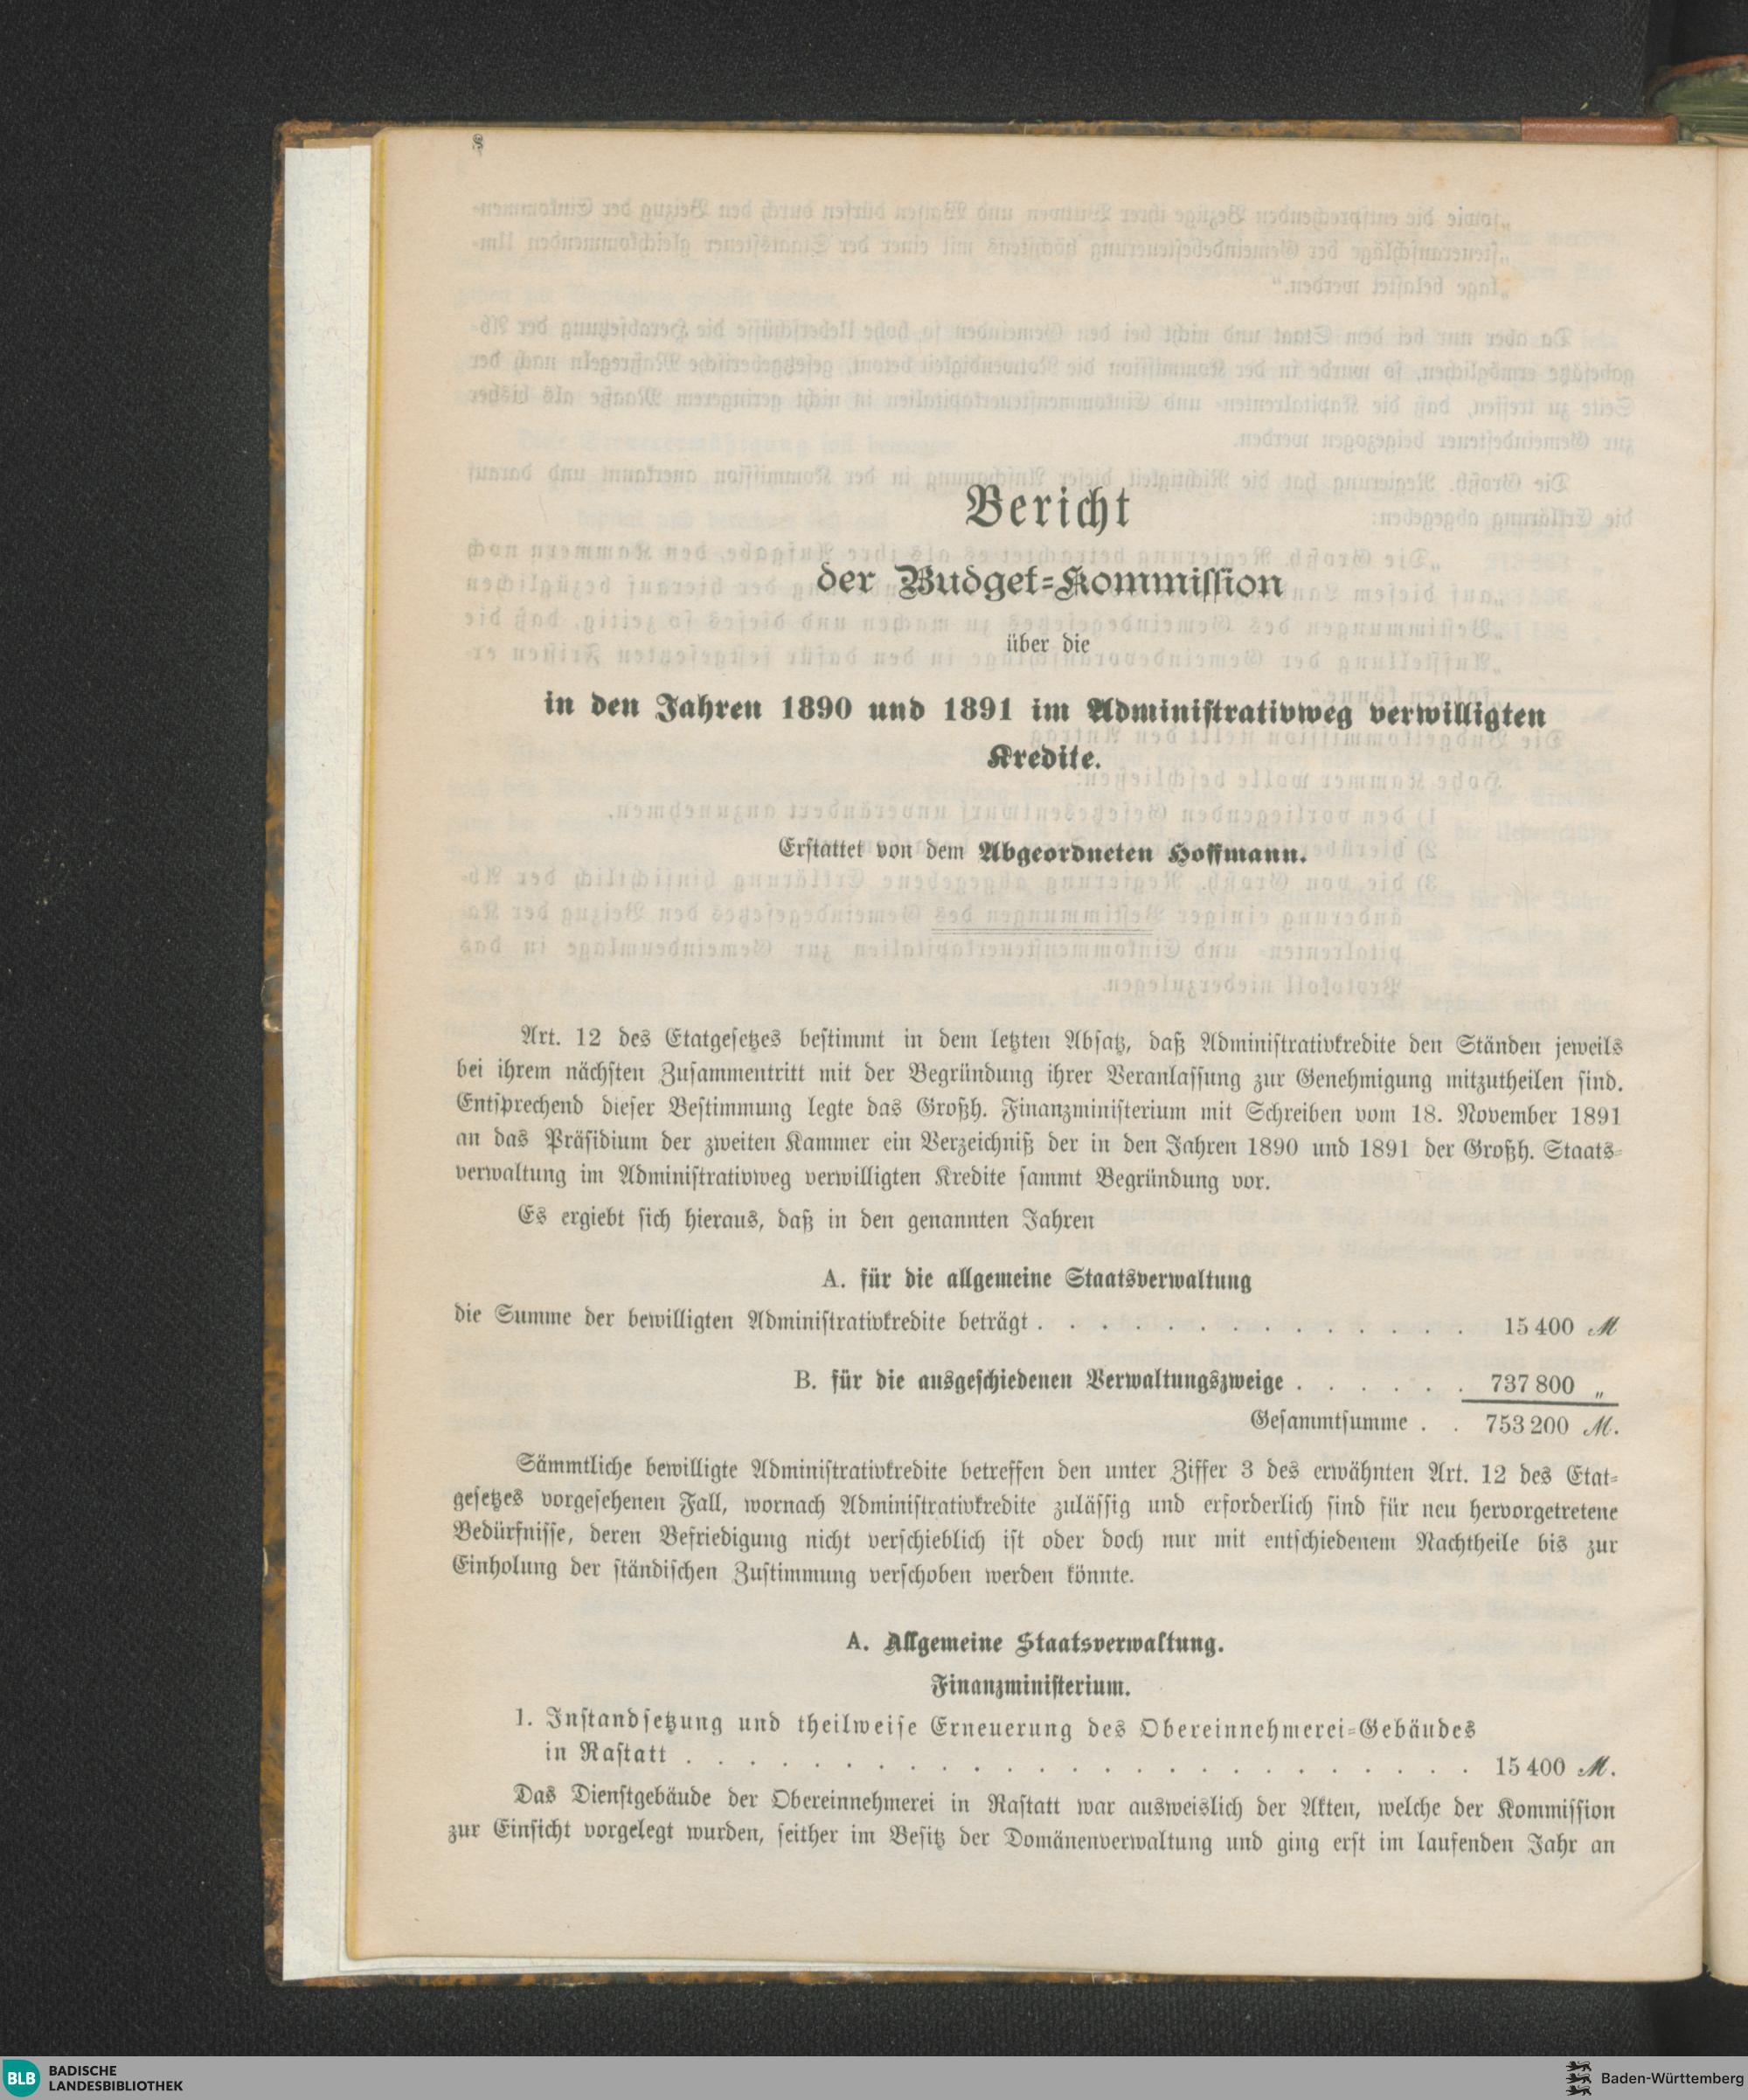 8
Bericht
der Budget-Kommission
über die
in den Jahren 1890 und 1891 im Administrativweg verwilligten
Kredite.
Erstattet von dem Abgeordneten Hoffmann.
Art. 12 des Etatgesetzes bestimmt in dem letzten Absatz, daß Administrativkredite den Ständen jeweils
bei ihrem nächsten Zusammentritt mit der Begründung ihrer Veranlassung zur Genehmigung mitzutheilen sind.
Entsprechend dieser Bestimmung legte das Großh. Finanzministerium mit Schreiben vom 18. November 1891
an das Präsidium der zweiten Kammer ein Verzeichniß der in den Jahren 1890 und 1891 der Großh. Staats-
verwaltung im Administrativweg verwilligten Kredite sammt Begründung vor.
Es ergiebt sich hieraus, daß in den genannten Jahren
A. für die allgemeine Staatsverwaltung
die Summe der bewilligten Administrativkredite beträgt . . . . . . . . . . . . . . 15 400 ℳ
B. für die ausgeschiedenen Verwaltungszweige . . . . . . 737 800 „
Gesammtsumme . . 753 200 ℳ.
Sämmtliche bewilligte Administrativkredite betreffen den unter Ziffer 3 des erwähnten Art. 12 des Etat-
gesetzes vorgesehenen Fall, wornach Administrativkredite zulässig und erforderlich sind für neu hervorgetretene
Bedürfnisse, deren Befriedigung nicht verschieblich ist oder doch nur mit entschiedenem Nachtheile bis zur
Einholung der ständischen Zustimmung verschoben werden könnte.
A. Allgemeine Staatsverwaltung.
Finanzministerium.
1. Instandsetzung und theilweise Erneuerung des Obereinnehmerei-Gebäudes
in Rastatt . . . . . . . . . . . . . . . . . . . . . . . . . 15 400 ℳ.
Das Dienstgebäude der Obereinnehmerei in Rastatt war ausweislich der Akten, welche der Kommission
zur Einsicht vorgelegt wurden, seither im Besitz der Domänenverwaltung und ging erst im laufenden Jahr an
BLB BADISCHE
LANDESBIBLIOTHEK
Baden-Württemberg